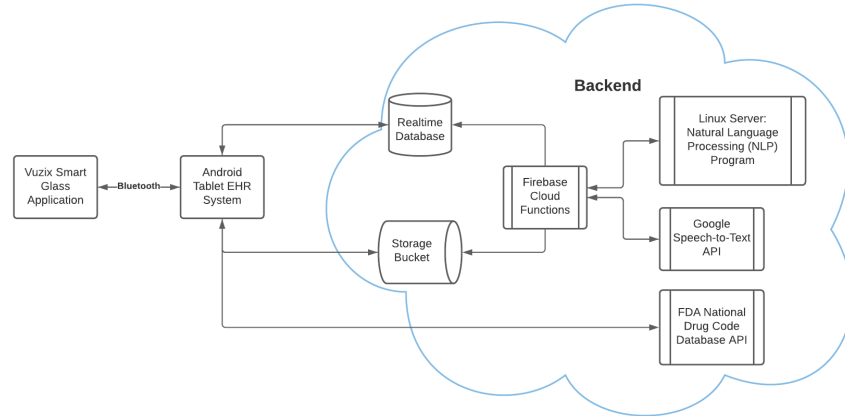 Backend
Realtime
Database
Linux Server:
Natural Language
Processing (NLP)
Program
Vuzix Smart
Glass
Application
Bluetooth
Android
Tablet EHR
System
Firebase
Cloud
Functions
Storage
Bucket
Google
Speech-to-Text
API
FDA National
Drug Code
Database API